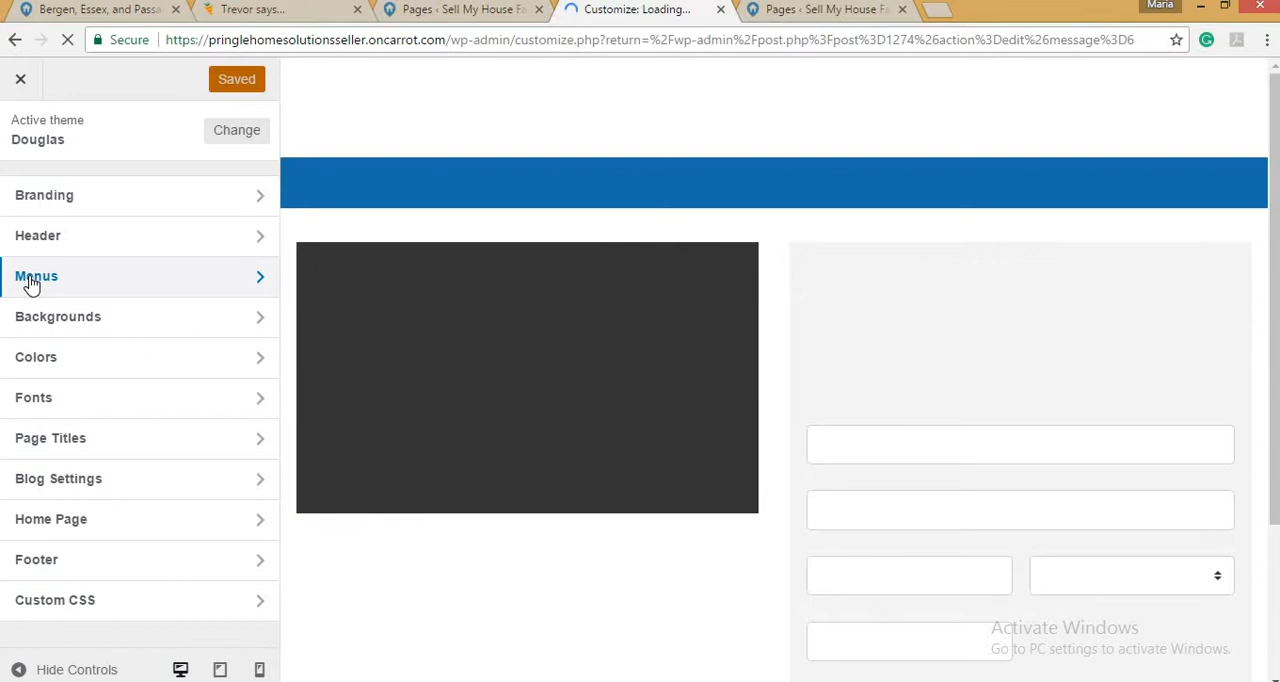 Bergen, Essex, and Passa
Trevor says...
Pages ‹ Sell My House Fa
Customize: Loading...
Pages ‹ Sell My House Fa
Maria
Secure
https://pringlehomesolutionsseller.oncarrot.com/wp-admin/customize.php?return=%2Fwp-admin%2Fpost.php%3Fpost%3D1274%26action%3Dedit%26message%3D6
Saved
Active theme
Douglas
Change
Branding
Header
Menus
Backgrounds
Colors
Fonts
Page Titles
Blog Settings
Home Page
Footer
Custom CSS
Hide Controls
Activate Windows
Go to PC settings to activate Windows.